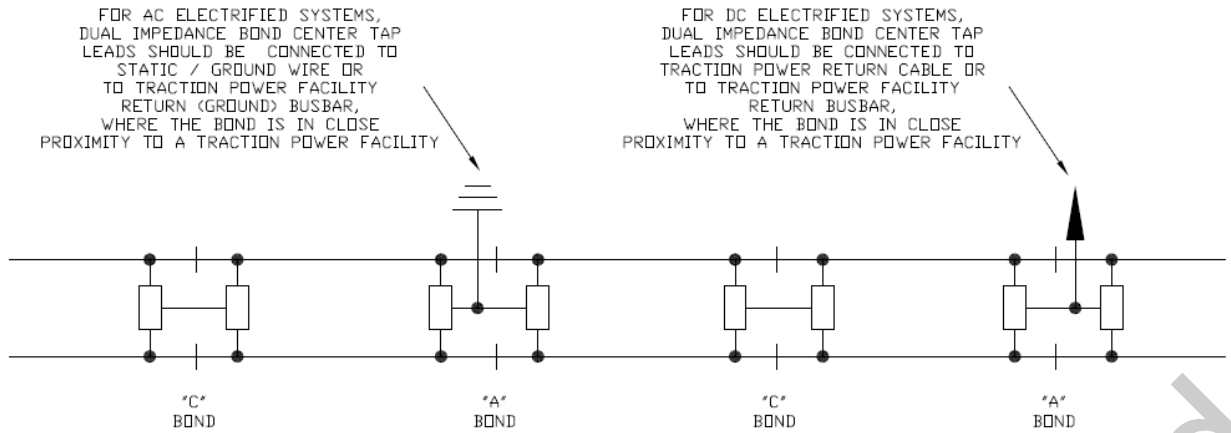 FOR AC ELECTRIFIED SYSTEMS,
DUAL IMPEDANCE BOND CENTER TAP
LEADS SHOULD BE CONNECTED TO
STATIC / GROUND WIRE OR
TO TRACTION POWER FACILITY
RETURN (GROUND) BUSBAR,
WHERE THE BOND IS IN CLOSE
PROXIMITY TO A TRACTION POWER FACILITY
FOR DC ELECTRIFIED SYSTEMS,
DUAL IMPEDANCE BOND CENTER TAP
LEADS SHOULD BE CONNECTED TO
TRACTION POWER RETURN CABLE OR
TO TRACTION POWER FACILITY
RETURN BUSBAR,
WHERE THE BOND IS IN CLOSE
PROXIMITY TO A TRACTION POWER FACILITY
"C"
BOND
"A"
BOND
"C"
BOND
"A"
BOND